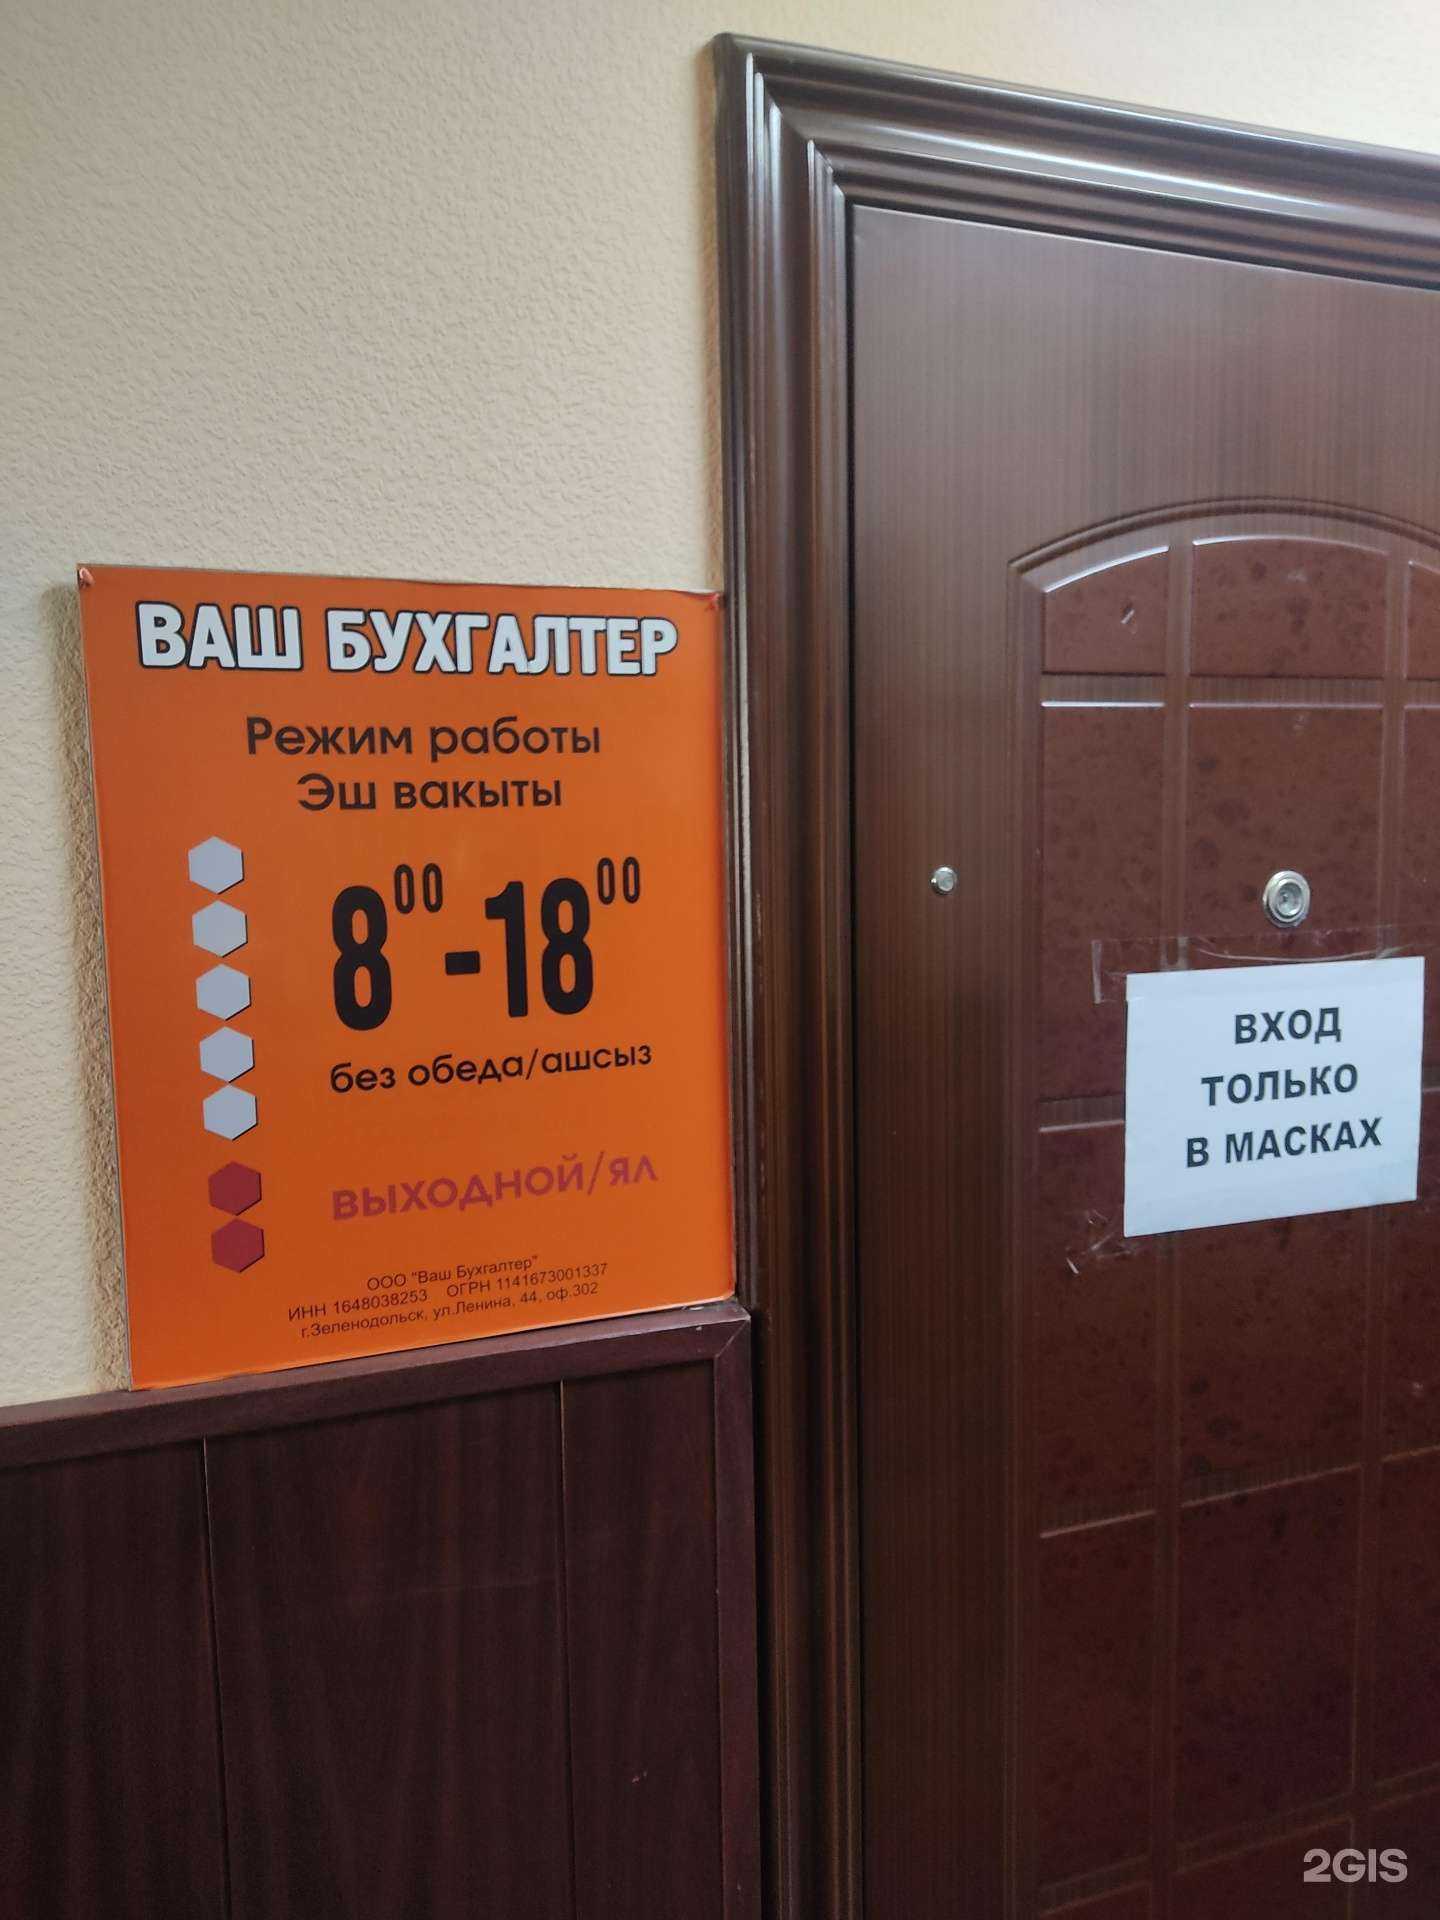 ВАШ БУХГАЛТЕР
Режим работы
Эш вакыты
8⁰⁰-18⁰⁰
без обеда/ашсыз
ВЫХОДНОЙ/ЯЛ
ООО "Ваш Бухгалтер"
ИНН 1648038253 ОГРН 1141673001337
г.Зеленодольск, ул.Ленина, 44, оф.302
ВХОД
ТОЛЬКО
В МАСКАХ
2GIS